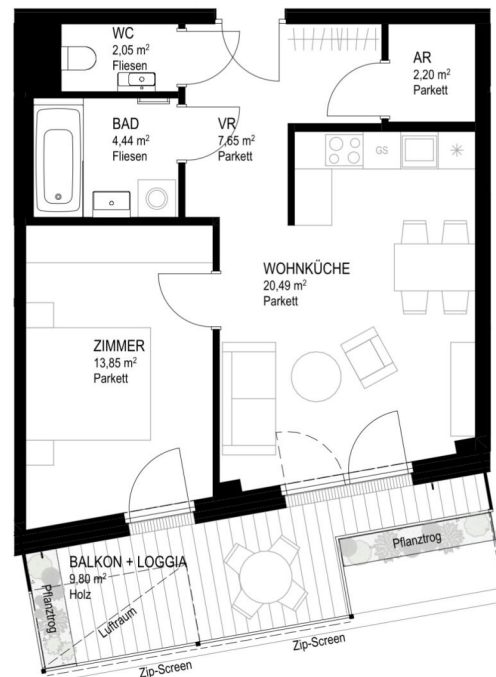 WC
2,05 m²
Fliesen
AR
2,20 m²
Parkett
BAD
4,44 m²
Fliesen
VR
7,65 m²
Parkett
GS
WOHNKÜCHE
20,49 m²
Parkett
ZIMMER
13,85 m²
Parkett
BALKON + LOGGIA
9,80 m²
Holz
Pflanztrog
Pflanztrog
Luftraum
Zip-Screen
Zip-Screen